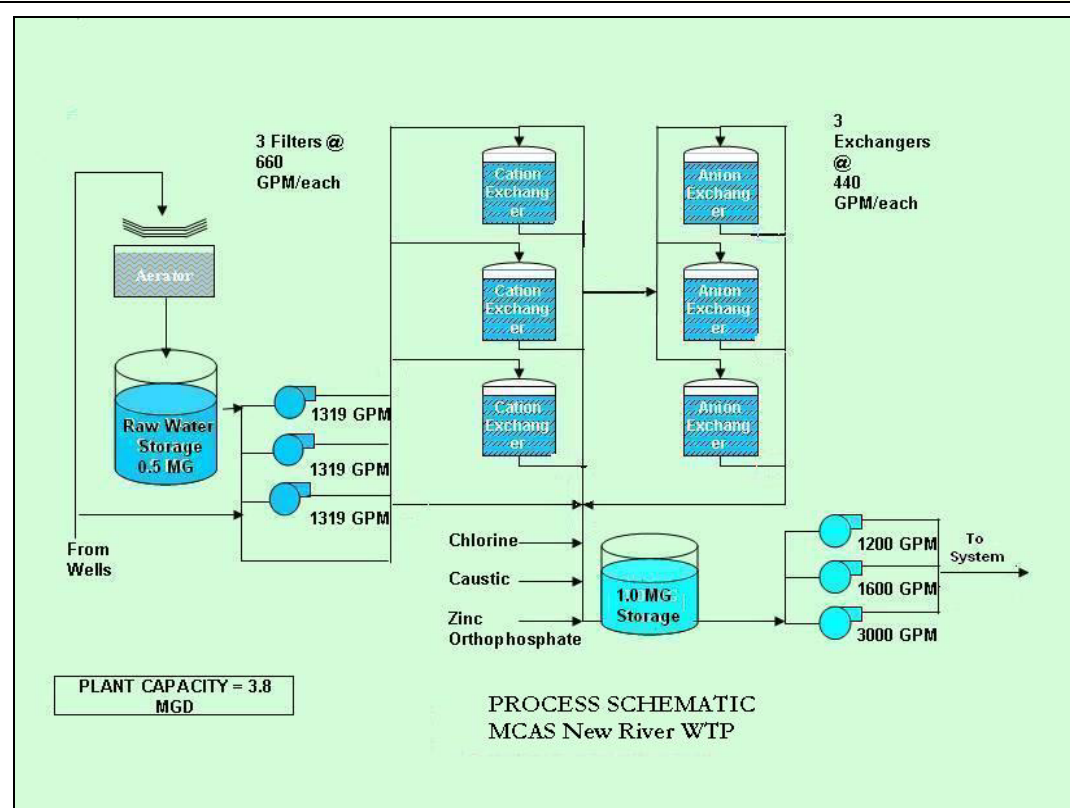 3 Filters @
660
GPM/each
3
Exchangers
@
440
GPM/each
Cation
Exchang
er
Anion
Exchang
er
Aerator
Cation
Exchang
er
Anion
Exchang
er
Cation
Exchang
er
Anion
Exchang
er
Raw Water
Storage
0.5 MG
1319 GPM
1319 GPM
1319 GPM
From
Wells
Chlorine
Caustic
Zinc
Orthophosphate
1.0 MG
Storage
1200 GPM
1600 GPM
3000 GPM
To
System
PLANT CAPACITY = 3.8
MGD
PROCESS SCHEMATIC
MCAS New River WTP